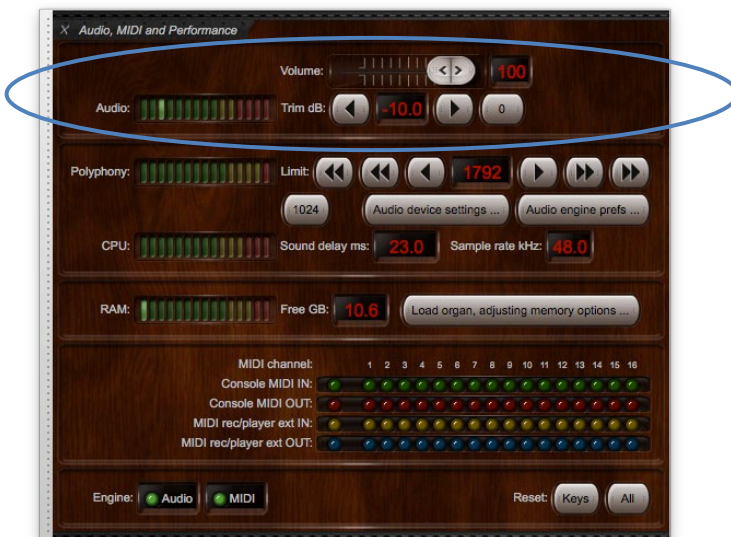 X Audio, MIDI and Performance
Volume: 100
Audio: Trim dB: -10.0 0
Polyphony: Limit: 1792
1024 Audio device settings ... Audio engine prefs ...
CPU: Sound delay ms: 23.0 Sample rate kHz: 48.0
RAM: Free GB: 10.6 Load organ, adjusting memory options ...
MIDI channel: 1 2 3 4 5 6 7 8 9 10 11 12 13 14 15 16
Console MIDI IN:
Console MIDI OUT:
MIDI rec/player ext IN:
MIDI rec/player ext OUT:
Engine: Audio MIDI Reset: Keys All